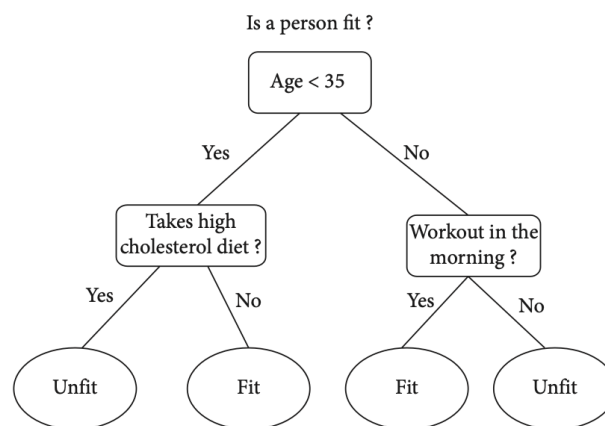 Is a person fit ?
Age < 35
Yes
No
Takes high
cholesterol diet ?
Workout in the
morning ?
Yes
No
Yes
No
Unfit
Fit
Fit
Unfit